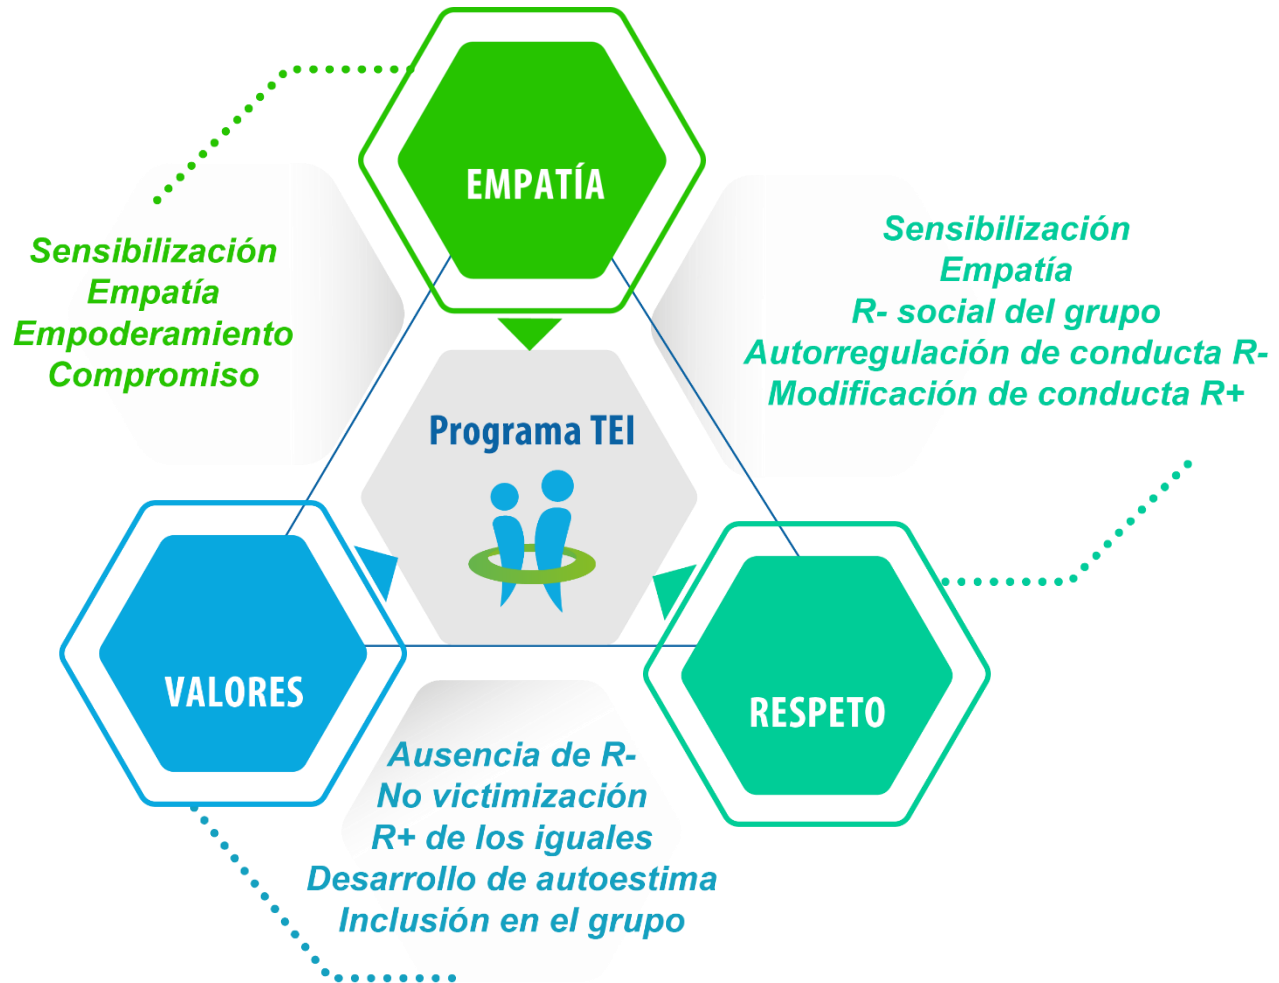 EMPATÍA
Sensibilización
Empatía
Empoderamiento
Compromiso
Sensibilización
Empatía
R- social del grupo
Autorregulación de conducta R-
Modificación de conducta R+
Programa TEI
VALORES
RESPETO
Ausencia de R-
No victimización
R+ de los iguales
Desarrollo de autoestima
Inclusión en el grupo